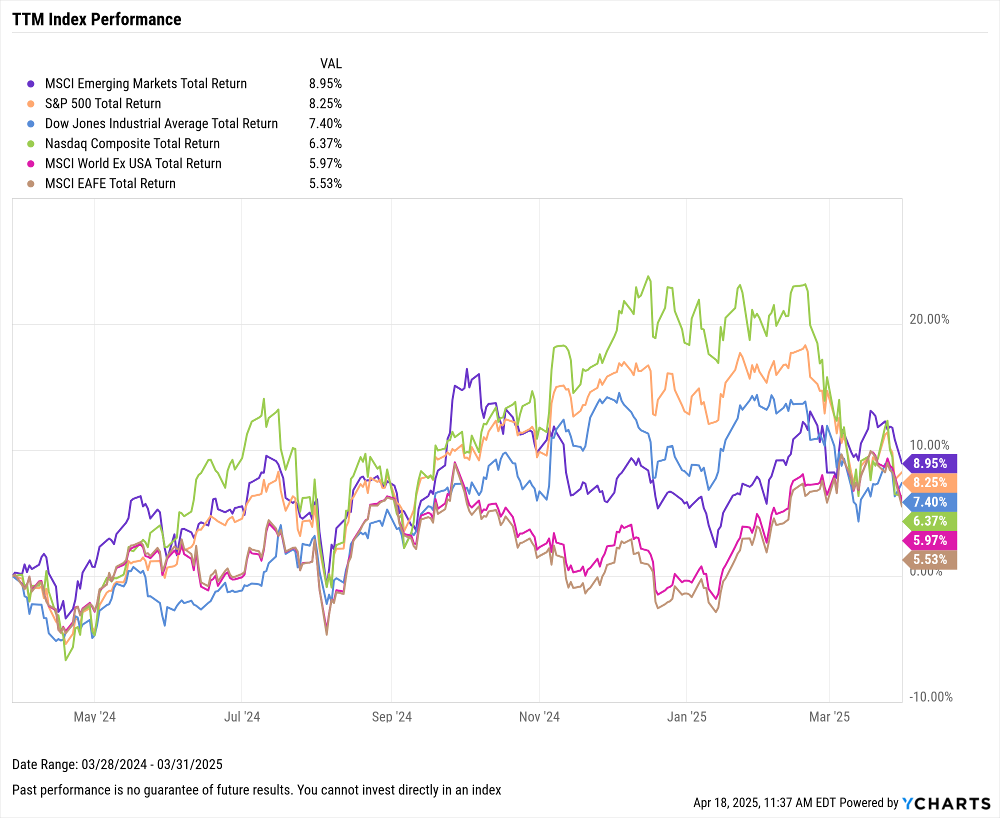 TTM Index Performance
VAL
MSCI Emerging Markets Total Return 8.95%
S&P 500 Total Return 8.25%
Dow Jones Industrial Average Total Return 7.40%
Nasdaq Composite Total Return 6.37%
MSCI World Ex USA Total Return 5.97%
MSCI EAFE Total Return 5.53%
20.00%
10.00%
8.95%
8.25%
7.40%
6.37%
5.97%
5.53%
0.00%
-10.00%
May '24 Jul '24 Sep '24 Nov '24 Jan '25 Mar '25
Date Range: 03/28/2024 - 03/31/2025
Past performance is no guarantee of future results. You cannot invest directly in an index
Apr 18, 2025, 11:37 AM EDT Powered by YCHARTS